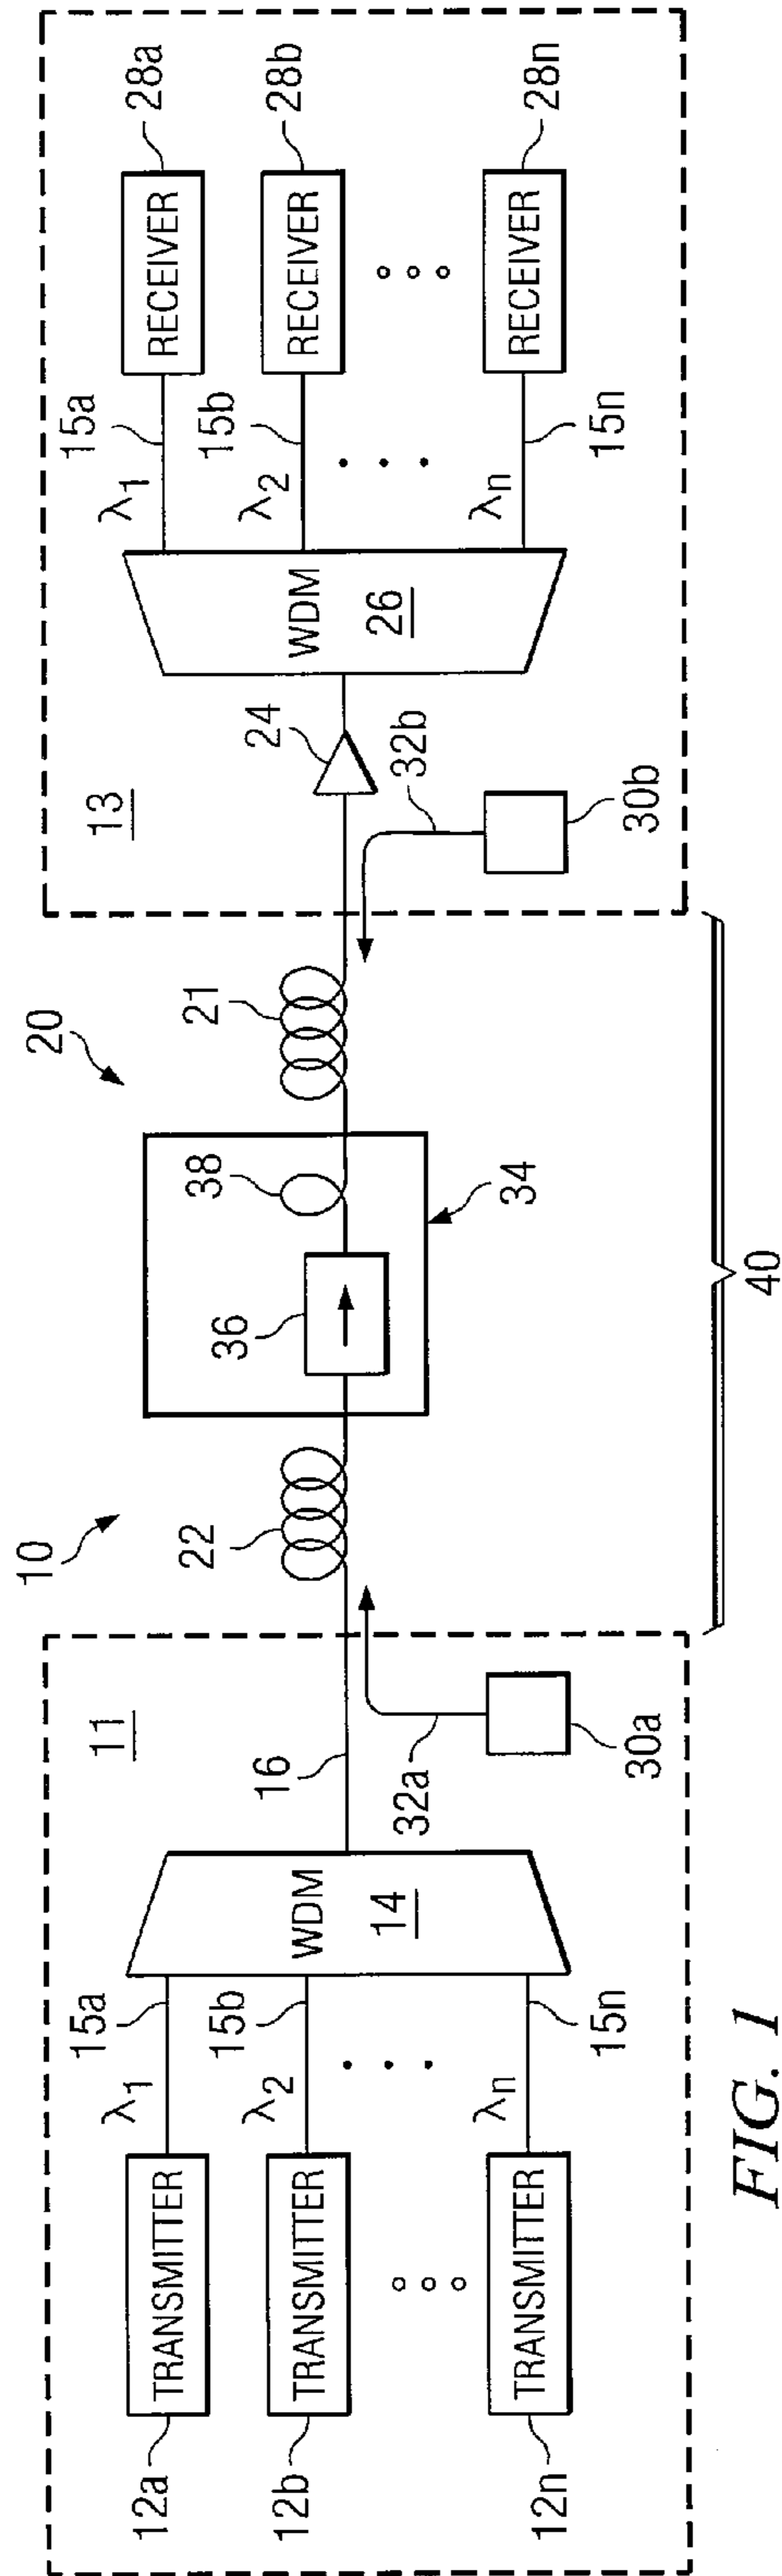 10
20
11
13
12a
TRANSMITTER
λ1
15a
12b
TRANSMITTER
λ2
15b
12n
TRANSMITTER
λn
15n
WDM
14
16
32a
30a
22
36
38
34
21
40
32b
30b
24
WDM
26
λ1
15a
RECEIVER
28a
λ2
15b
RECEIVER
28b
λn
15n
RECEIVER
28n
FIG. 1